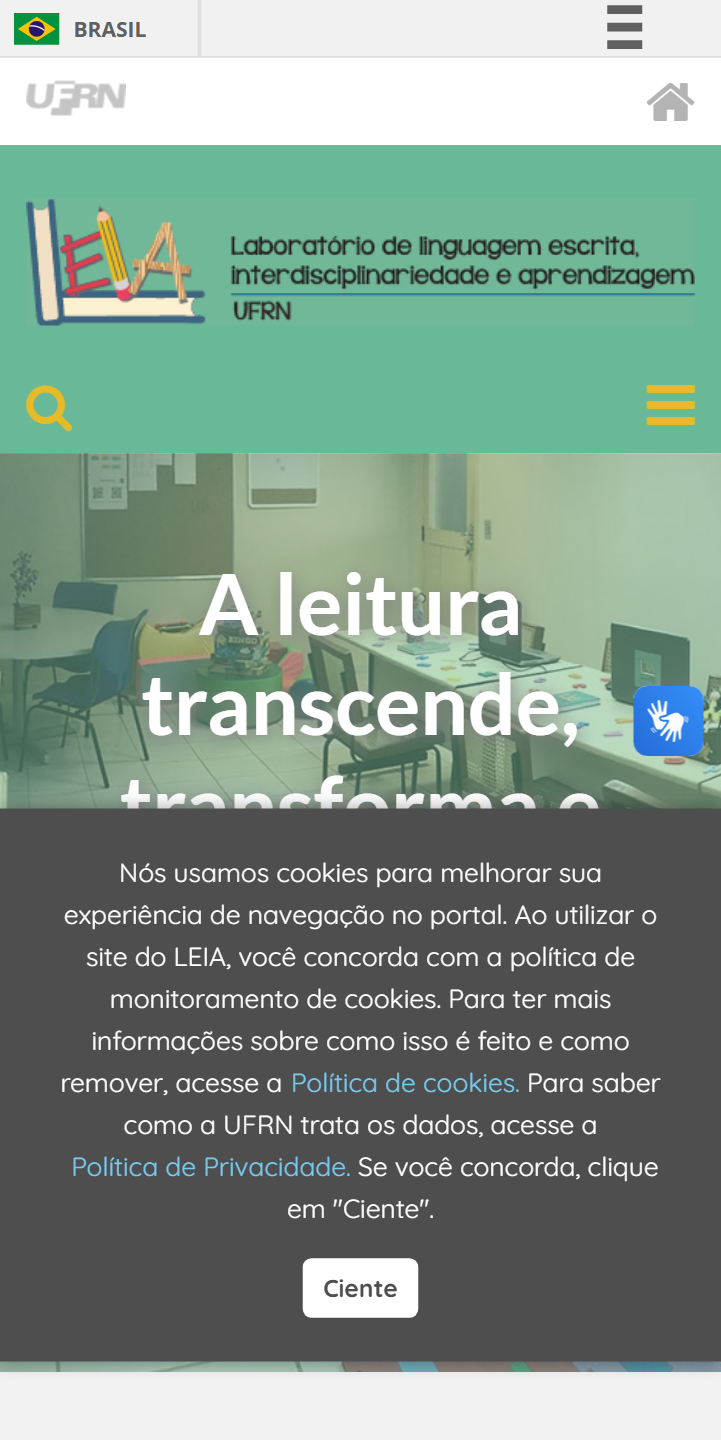 BRASIL
UFRN
LEIA
Laboratório de linguagem escrita,
interdisciplinariedade e aprendizagem
UFRN
BINGO
A leitura
transcende,
transforma e
Nós usamos cookies para melhorar sua
experiência de navegação no portal. Ao utilizar o
site do LEIA, você concorda com a política de
monitoramento de cookies. Para ter mais
informações sobre como isso é feito e como
remover, acesse a Política de cookies. Para saber
como a UFRN trata os dados, acesse a
Política de Privacidade. Se você concorda, clique
em "Ciente".
Ciente